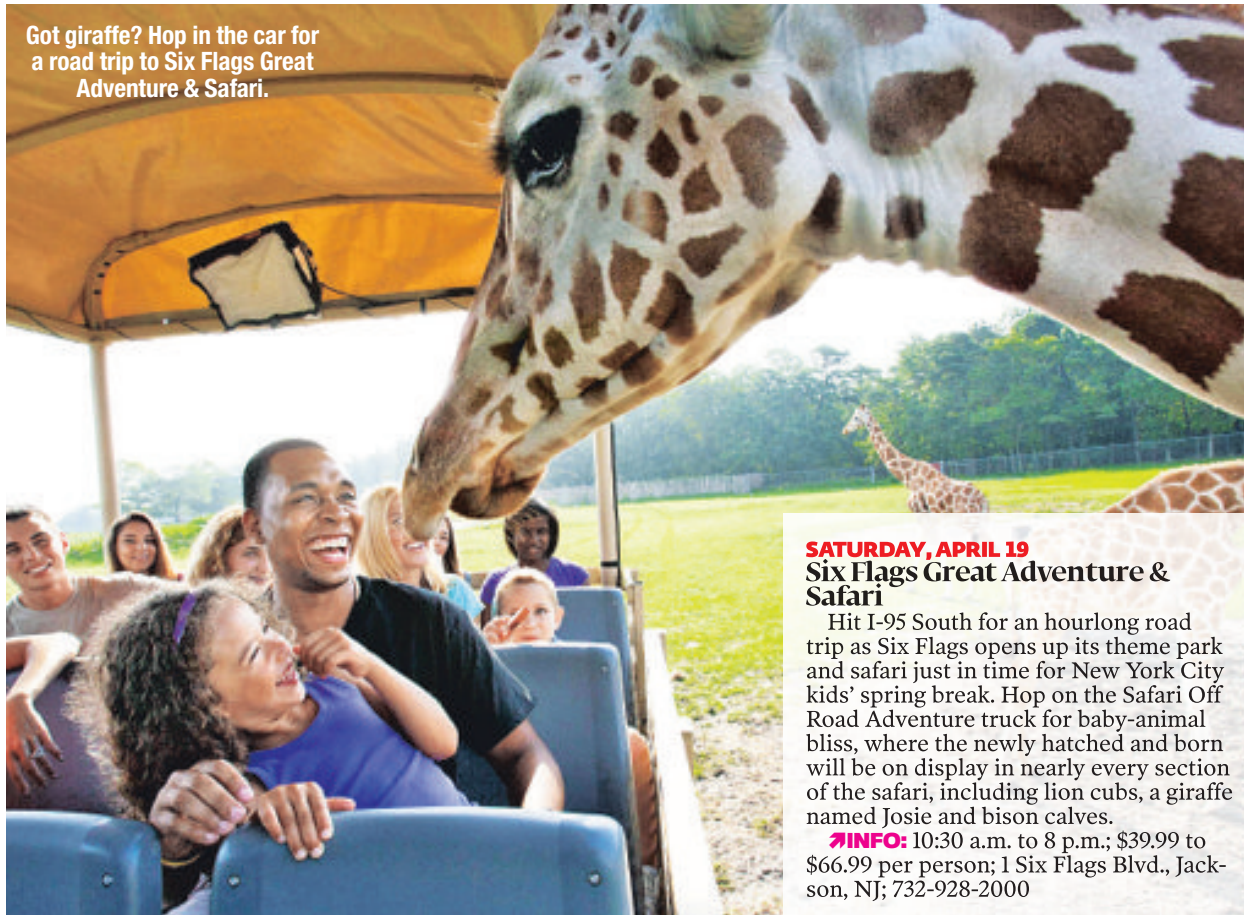 Got giraffe? Hop in the car for
a road trip to Six Flags Great
Adventure & Safari.
SATURDAY, APRIL 19
Six Flags Great Adventure &
Safari
Hit I-95 South for an hourlong road
trip as Six Flags opens up its theme park
and safari just in time for New York City
kids’ spring break. Hop on the Safari Off
Road Adventure truck for baby-animal
bliss, where the newly hatched and born
will be on display in nearly every section
of the safari, including lion cubs, a giraffe
named Josie and bison calves.
INFO: 10:30 a.m. to 8 p.m.; $39.99 to
$66.99 per person; 1 Six Flags Blvd., Jack-
son, NJ; 732-928-2000